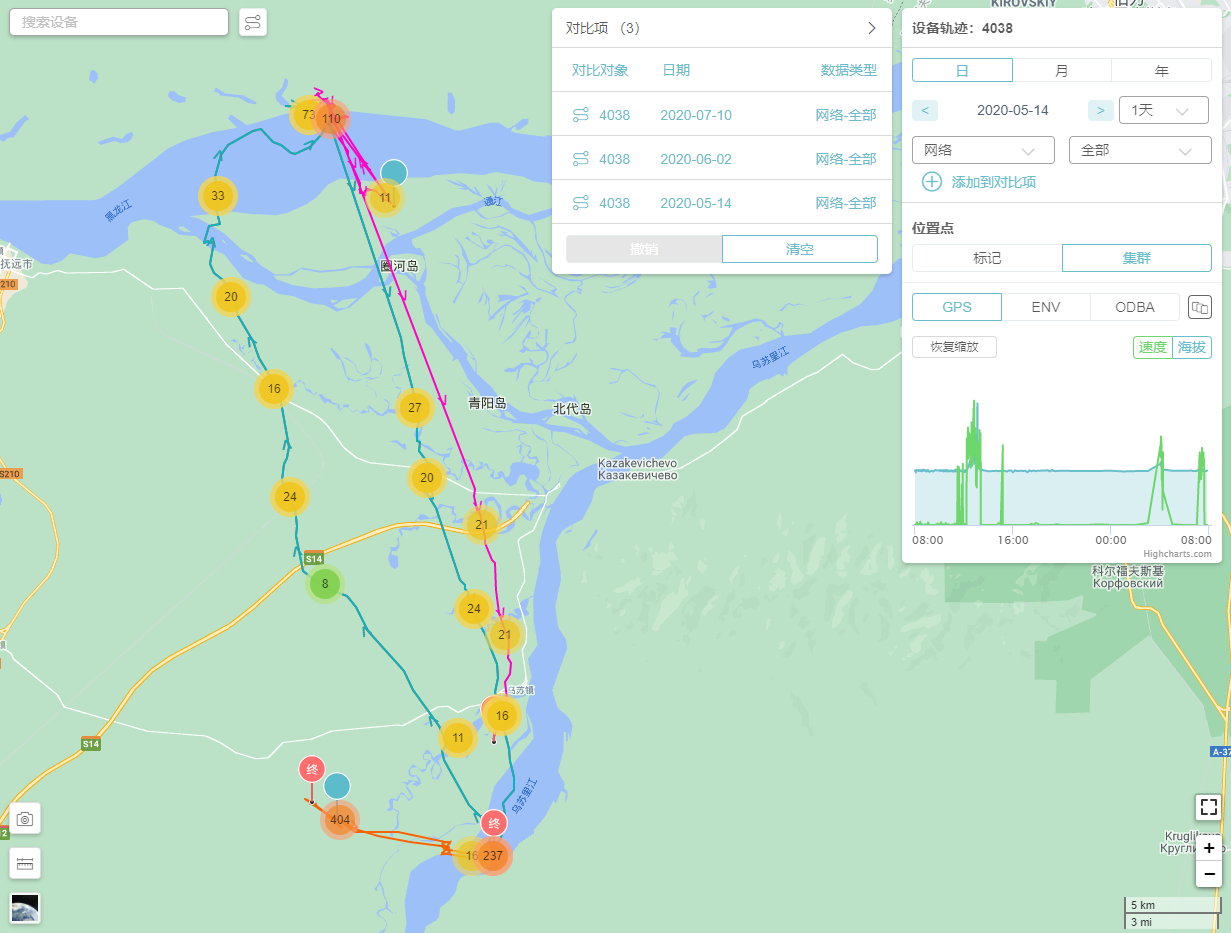 搜索设备
KIROVSKIY
对比项 （3）
对比对象 日期 数据类型
4038 2020-07-10 网络-全部
4038 2020-06-02 网络-全部
4038 2020-05-14 网络-全部
撤销 清空
设备轨迹：4038
日 月 年
< 2020-05-14 > 1天
网络 全部
添加到对比项
位置点
标记 集群
GPS ENV ODBA
恢复缩放 速度 海拔
08:00 16:00 00:00 08:00
Highcharts.com
73 110
11
33
黑龙江
通江
抚远市
210
圈河岛
20
乌苏里江
16
27
青阳岛
北代岛
Kazakevichevo
Казакевичево
S210
20
24
21
S14
8
科尔福夫斯基
Корфовский
24
21
乌苏镇
16
11
S14
A-37
终
404
乌苏里江
终
16 237
12
Kruglikovo
Кругликово
+
−
5 km
3 mi